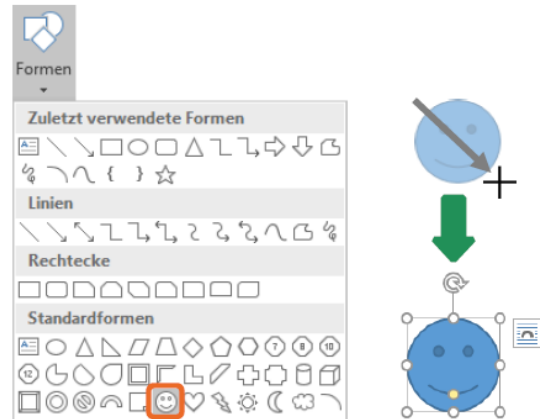 Formen
Zuletzt verwendete Formen
Linien
Rechtecke
Standardformen